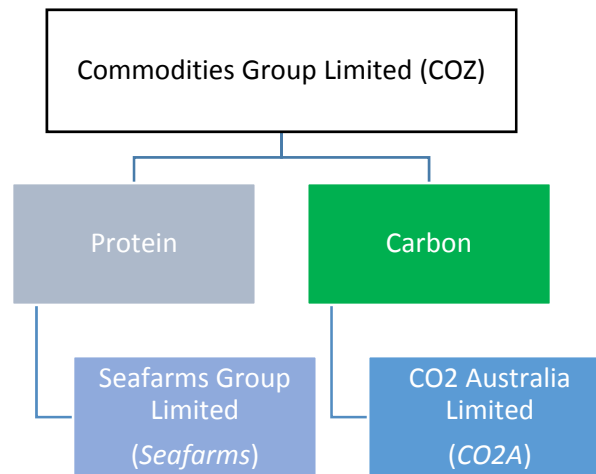 Commodities Group Limited (COZ)
Protein
Carbon
Seafarms Group
Limited
(Seafarms)
CO2 Australia
Limited
(CO2A)